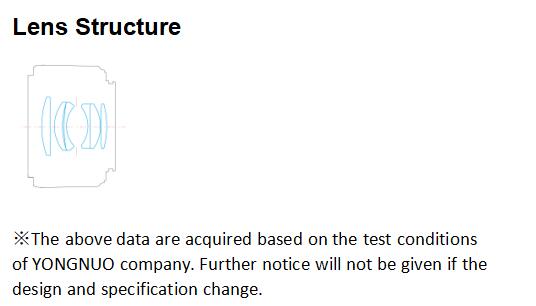 Lens Structure
※The above data are acquired based on the test conditions
of YONGNUO company. Further notice will not be given if the
design and specification change.